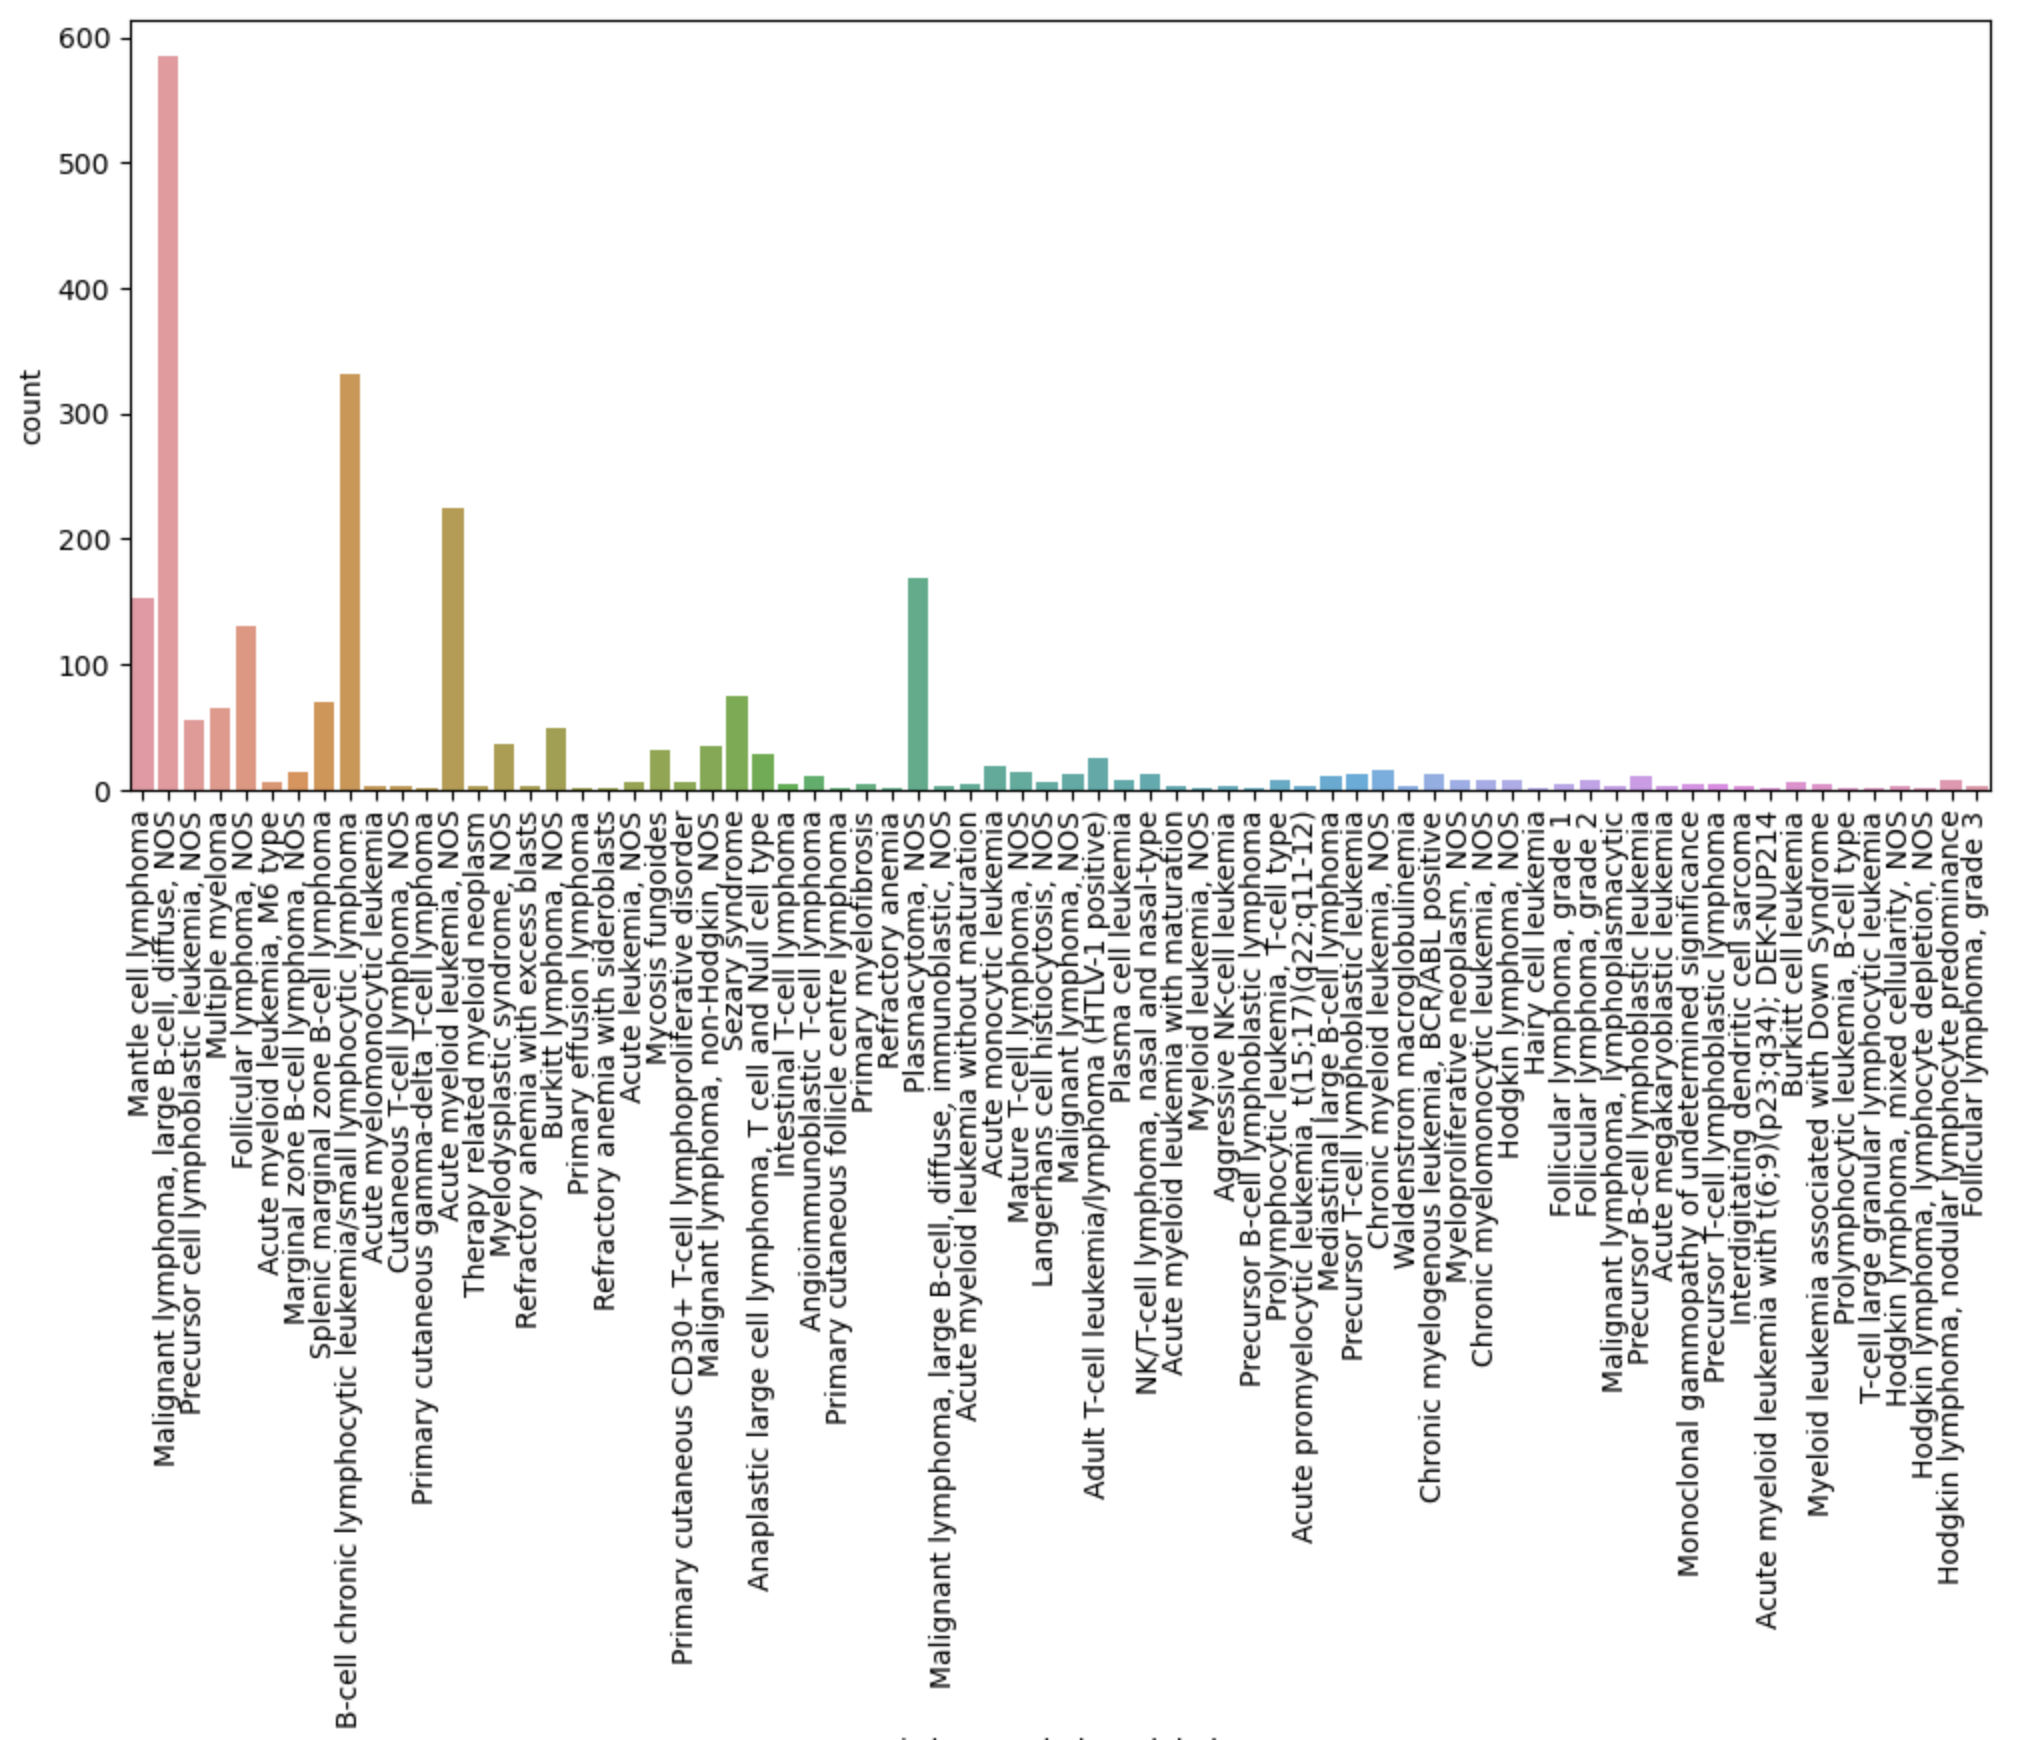 600
500
400
300
200
100
0
count
Mantle cell lymphoma
Malignant lymphoma, large B-cell, diffuse, NOS
Precursor cell lymphoblastic leukemia, NOS
Multiple myeloma
Follicular lymphoma, NOS
Acute myeloid leukemia, M6 type
Marginal zone B-cell lymphoma, NOS
Splenic marginal zone B-cell lymphoma
B-cell chronic lymphocytic leukemia/small lymphocytic lymphoma
Acute myelomonocytic leukemia
Cutaneous T-cell lymphoma, NOS
Primary cutaneous gamma-delta T-cell lymphoma
Acute myeloid leukemia, NOS
Therapy related myeloid neoplasm
Myelodysplastic syndrome, NOS
Refractory anemia with excess blasts
Burkitt lymphoma, NOS
Primary effusion lymphoma
Refractory anemia with sideroblasts
Acute leukemia, NOS
Mycosis fungoides
Primary cutaneous CD30+ T-cell lymphoproliferative disorder
Malignant lymphoma, non-Hodgkin, NOS
Sezary syndrome
Anaplastic large cell lymphoma, T cell and Null cell type
Intestinal T-cell lymphoma
Angioimmunoblastic T-cell lymphoma
Primary cutaneous follicle centre lymphoma
Primary myelofibrosis
Refractory anemia
Plasmacytoma, NOS
Malignant lymphoma, large B-cell, diffuse, immunoblastic, NOS
Acute myeloid leukemia without maturation
Acute monocytic leukemia
Mature T-cell lymphoma, NOS
Langerhans cell histiocytosis, NOS
Malignant lymphoma, NOS
Adult T-cell leukemia/lymphoma (HTLV-1 positive)
Plasma cell leukemia
NK/T-cell lymphoma, nasal and nasal-type
Acute myeloid leukemia with maturation
Myeloid leukemia, NOS
Aggressive NK-cell leukemia
Precursor B-cell lymphoblastic lymphoma
Prolymphocytic leukemia, T-cell type
Acute promyelocytic leukemia, t(15;17)(q22;q11-12)
Mediastinal large B-cell lymphoma
Precursor T-cell lymphoblastic leukemia
Chronic myeloid leukemia, NOS
Waldenstrom macroglobulinemia
Chronic myelogenous leukemia, BCR/ABL positive
Myeloproliferative neoplasm, NOS
Chronic myelomonocytic leukemia, NOS
Hodgkin lymphoma, NOS
Hairy cell leukemia
Follicular lymphoma, grade 1
Follicular lymphoma, grade 2
Malignant lymphoma, lymphoplasmacytic
Precursor B-cell lymphoblastic leukemia
Acute megakaryoblastic leukemia
Monoclonal gammopathy of undetermined significance
Precursor T-cell lymphoblastic lymphoma
Interdigitating dendritic cell sarcoma
Acute myeloid leukemia with t(6;9)(p23;q34); DEK-NUP214
Burkitt cell leukemia
Myeloid leukemia associated with Down Syndrome
Prolymphocytic leukemia, B-cell type
T-cell large granular lymphocytic leukemia
Hodgkin lymphoma, mixed cellularity, NOS
Hodgkin lymphoma, lymphocyte depletion, NOS
Hodgkin lymphoma, nodular lymphocyte predominance
Follicular lymphoma, grade 3